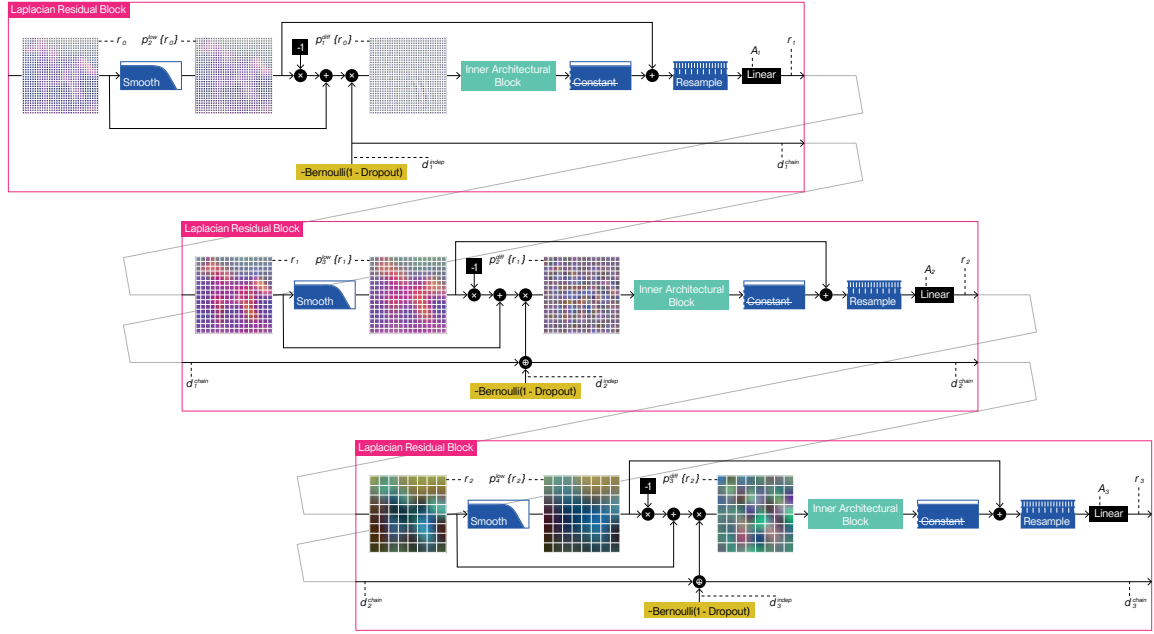 Laplacian Residual Block
r₀
p₂ˡᵒʷ {r₀}
-1
p₁ᵈⁱᶠᶠ {r₀}
A₁
r₁
Smooth
×
+
×
Inner Architectural
Block
Constant
+
Resample
Linear
d₁ⁱⁿᵈᵉᵖ
d₁ᶜʰᵃⁱⁿ
~Bernoulli(1 - Dropout)
Laplacian Residual Block
r₁
p₃ˡᵒʷ {r₁}
-1
p₂ᵈⁱᶠᶠ {r₁}
A₂
r₂
Smooth
×
+
×
Inner Architectural
Block
Constant
+
Resample
Linear
⊕
d₁ᶜʰᵃⁱⁿ
d₂ⁱⁿᵈᵉᵖ
d₂ᶜʰᵃⁱⁿ
~Bernoulli(1 - Dropout)
Laplacian Residual Block
r₂
p₄ˡᵒʷ {r₂}
-1
p₃ᵈⁱᶠᶠ {r₂}
A₃
r₃
Smooth
×
+
×
Inner Architectural
Block
Constant
+
Resample
Linear
⊕
d₂ᶜʰᵃⁱⁿ
d₃ⁱⁿᵈᵉᵖ
d₃ᶜʰᵃⁱⁿ
~Bernoulli(1 - Dropout)